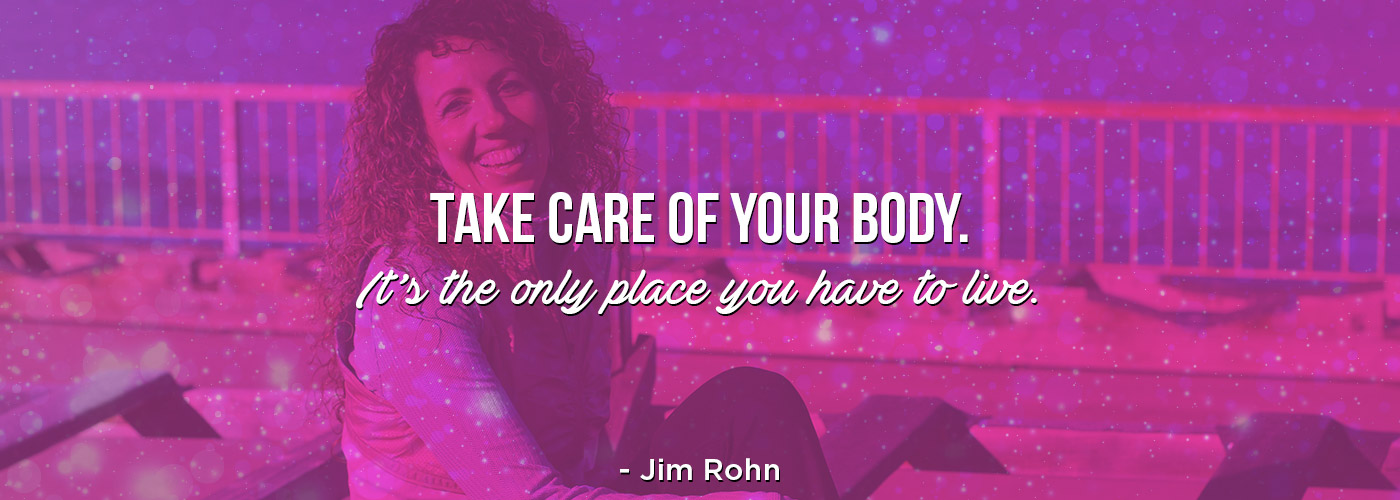 TAKE CARE OF YOUR BODY.
It's the only place you have to live.
- Jim Rohn